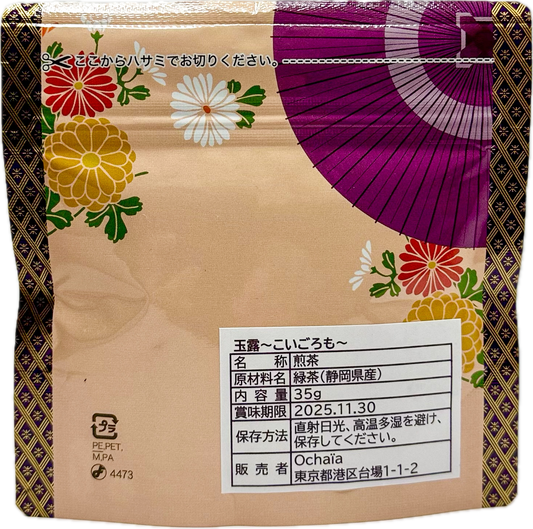 ここからハサミでお切りください。
玉露～こいごろも～
名 称 煎茶
原材料名 緑茶(静岡県産)
内 容 量 35g
賞味期限 2025.11.30
保存方法 直射日光、高温多湿を避け、
保存してください。
販 売 者 Ochaïa
東京都港区台場1-1-2
プラ
PE,PET,
M,PA
4473